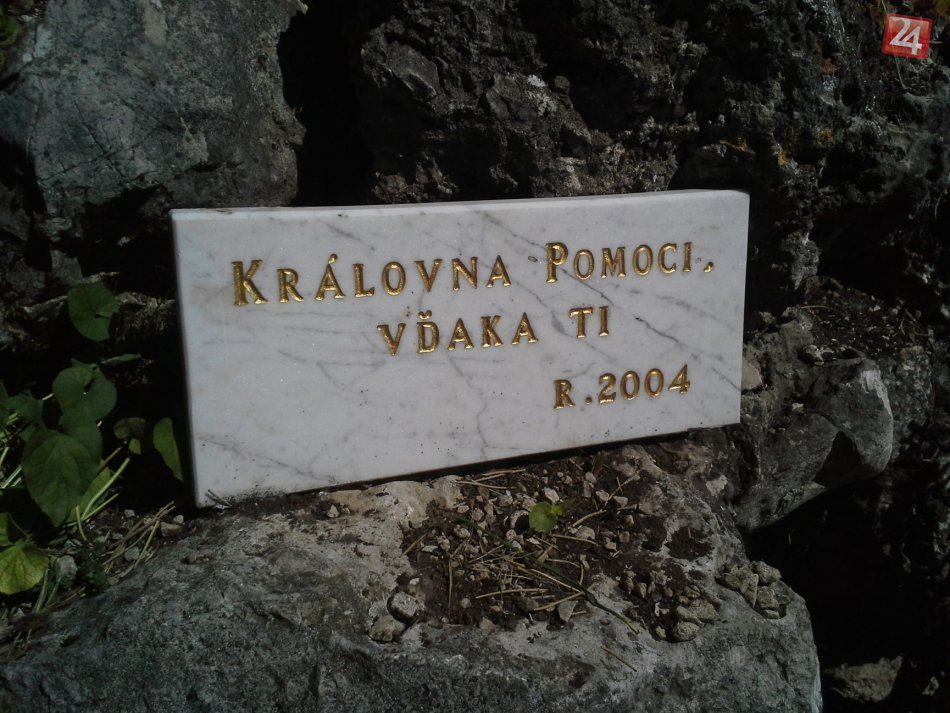 24
KRÁLOVNA POMOCI,
VĎAKA TI
R.2004